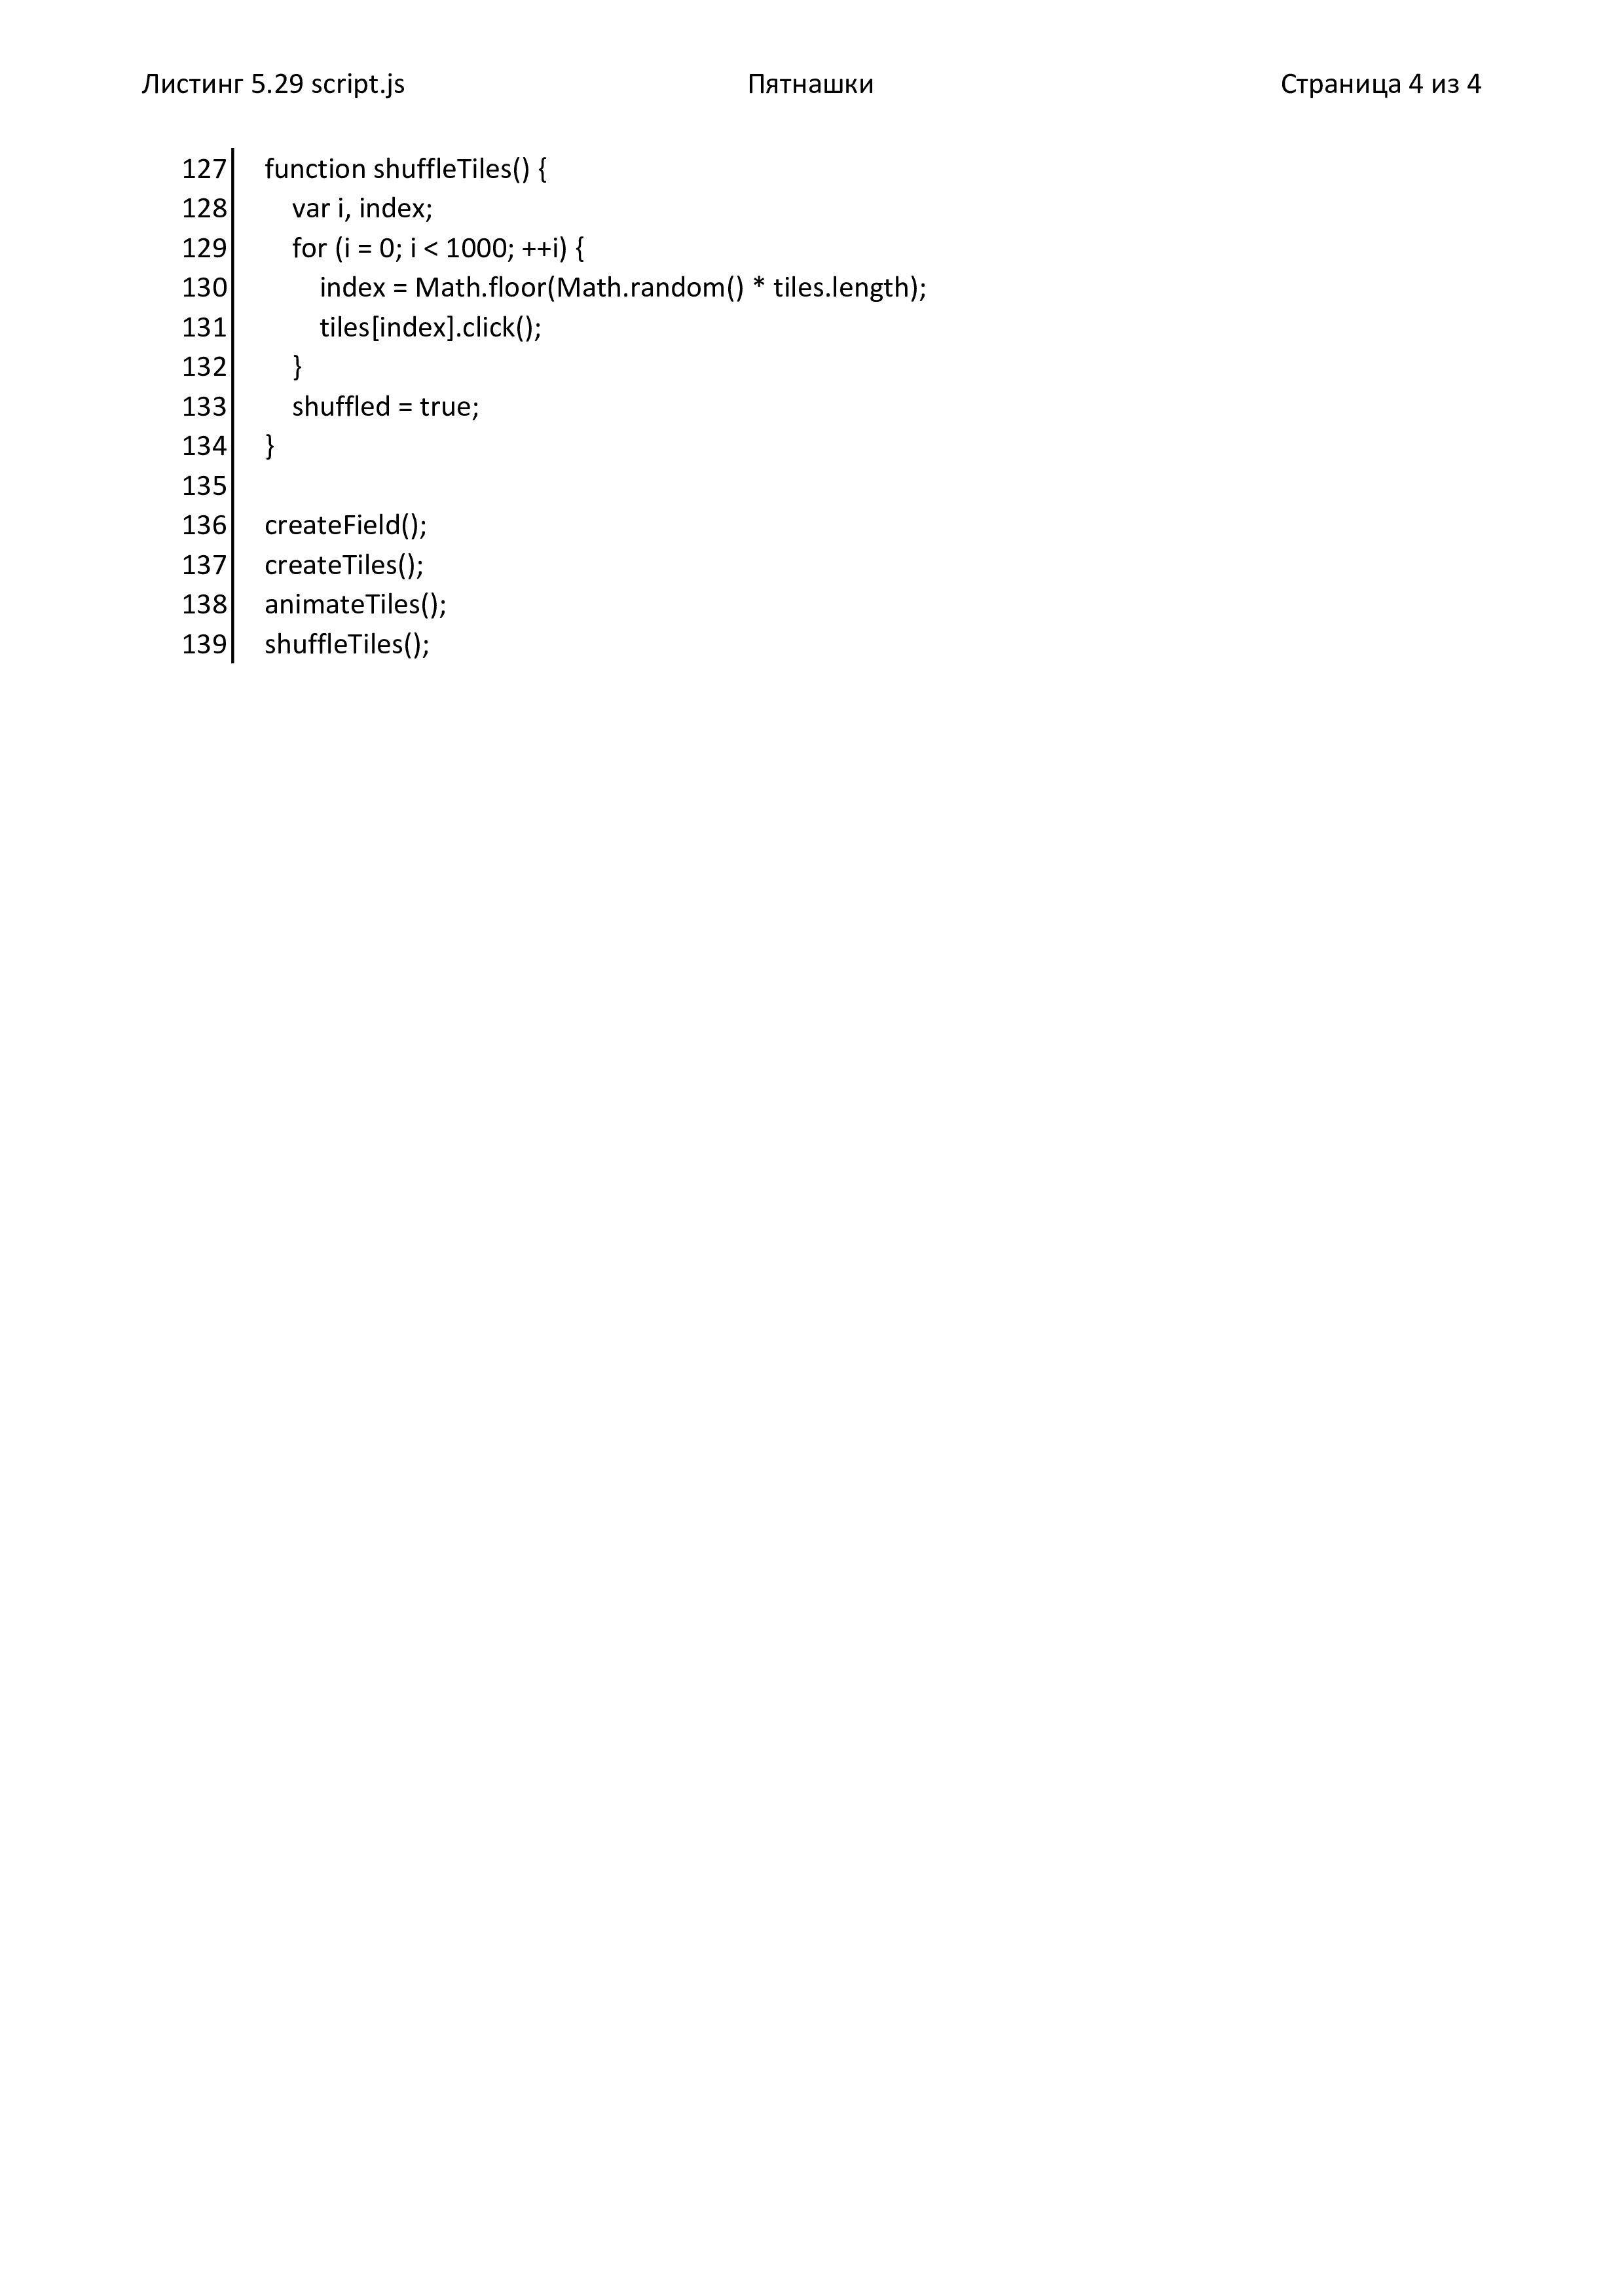 Листинг 5.29 script.js Пятнашки Страница 4 из 4
127 function shuffleTiles() {
128 var i, index;
129 for (i = 0; i < 1000; ++i) {
130 index = Math.floor(Math.random() * tiles.length);
131 tiles[index].click();
132 }
133 shuffled = true;
134 }
135
136 createField();
137 createTiles();
138 animateTiles();
139 shuffleTiles();